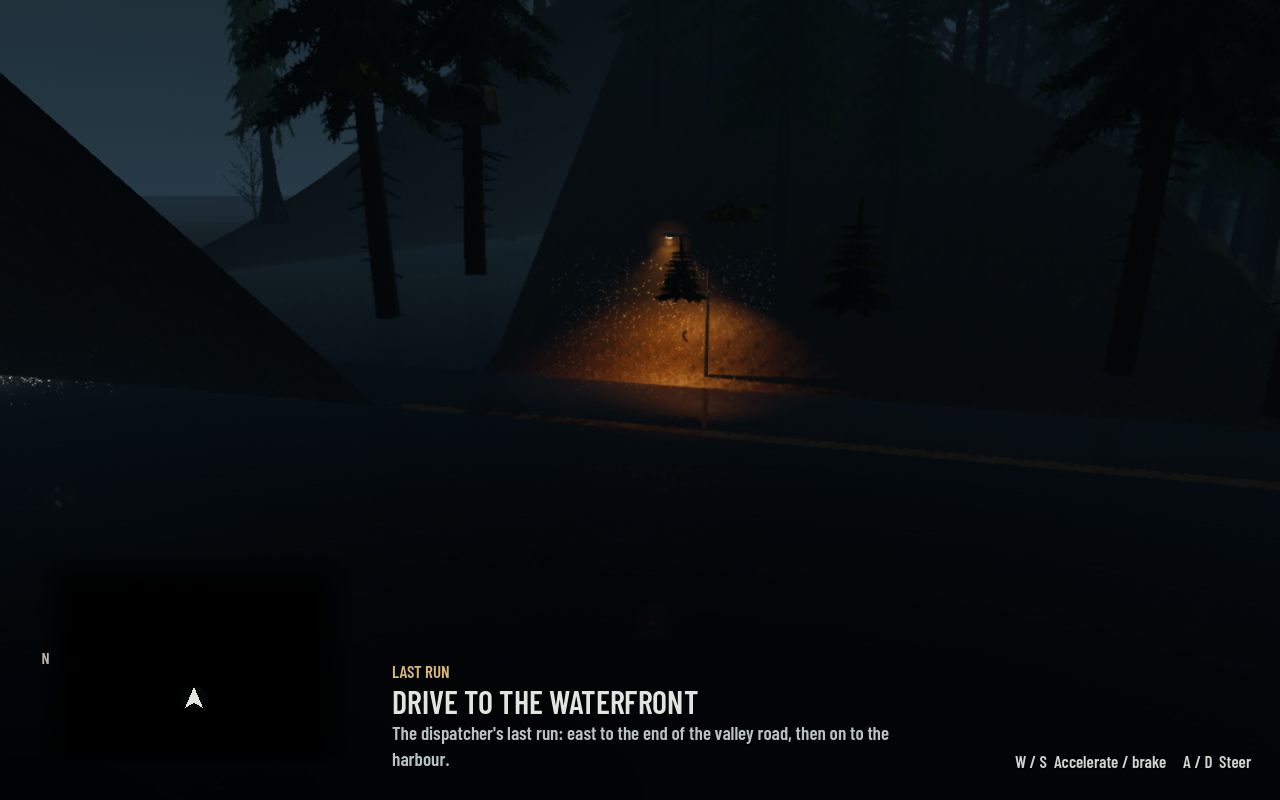 N
LAST RUN
DRIVE TO THE WATERFRONT
The dispatcher's last run: east to the end of the valley road, then on to the
harbour.
W / S Accelerate / brake A / D Steer